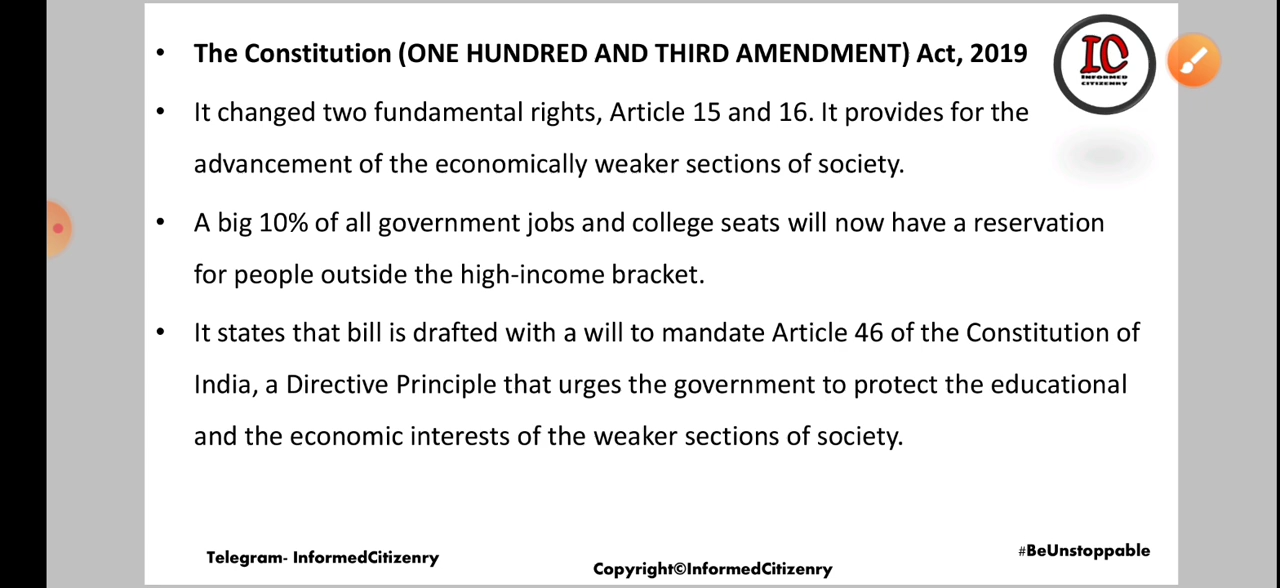 • The Constitution (ONE HUNDRED AND THIRD AMENDMENT) Act, 2019
IC
INFORMED
CITIZENRY
• It changed two fundamental rights, Article 15 and 16. It provides for the
advancement of the economically weaker sections of society.
• A big 10% of all government jobs and college seats will now have a reservation
for people outside the high-income bracket.
• It states that bill is drafted with a will to mandate Article 46 of the Constitution of
India, a Directive Principle that urges the government to protect the educational
and the economic interests of the weaker sections of society.
Telegram- InformedCitizenry
Copyright©InformedCitizenry
#BeUnstoppable